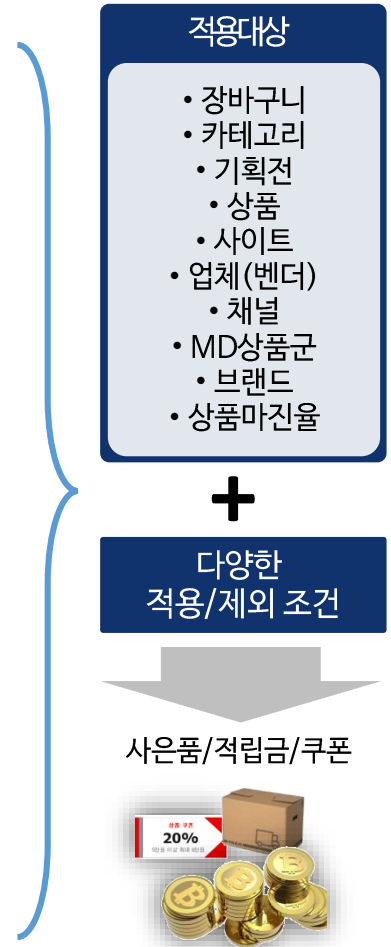 적용대상
• 장바구니
• 카테고리
• 기획전
• 상품
• 사이트
• 업체(벤더)
• 채널
• MD상품군
• 브랜드
• 상품마진율
+
다양한
적용/제외 조건
사은품/적립금/쿠폰
상품 쿠폰
20%